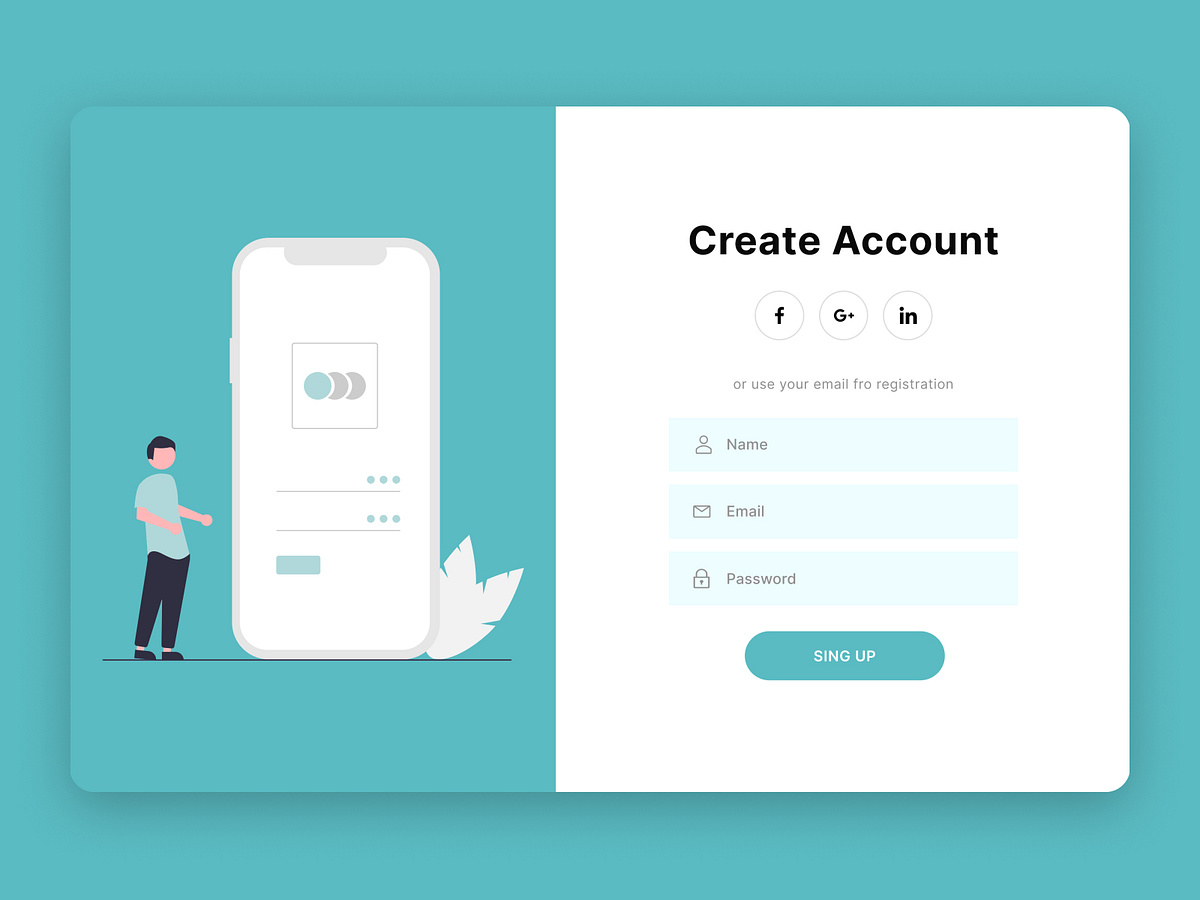 Create Account
f G+ in
or use your email fro registration
Name
Email
Password
SING UP